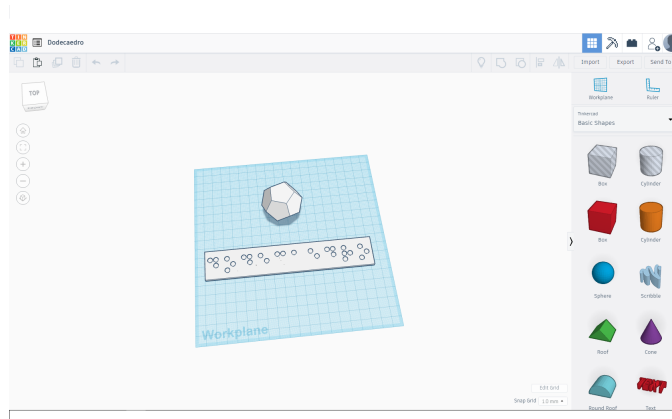 TIN
KER
CAD
Dodecaedro
Import Export Send To
TOP
Workplane Ruler
Tinkercad
Basic Shapes
Box Cylinder
Box Cylinder
Sphere Scribble
Roof Cone
Round Roof Text
Workplane
Edit Grid
Snap Grid 1.0 mm